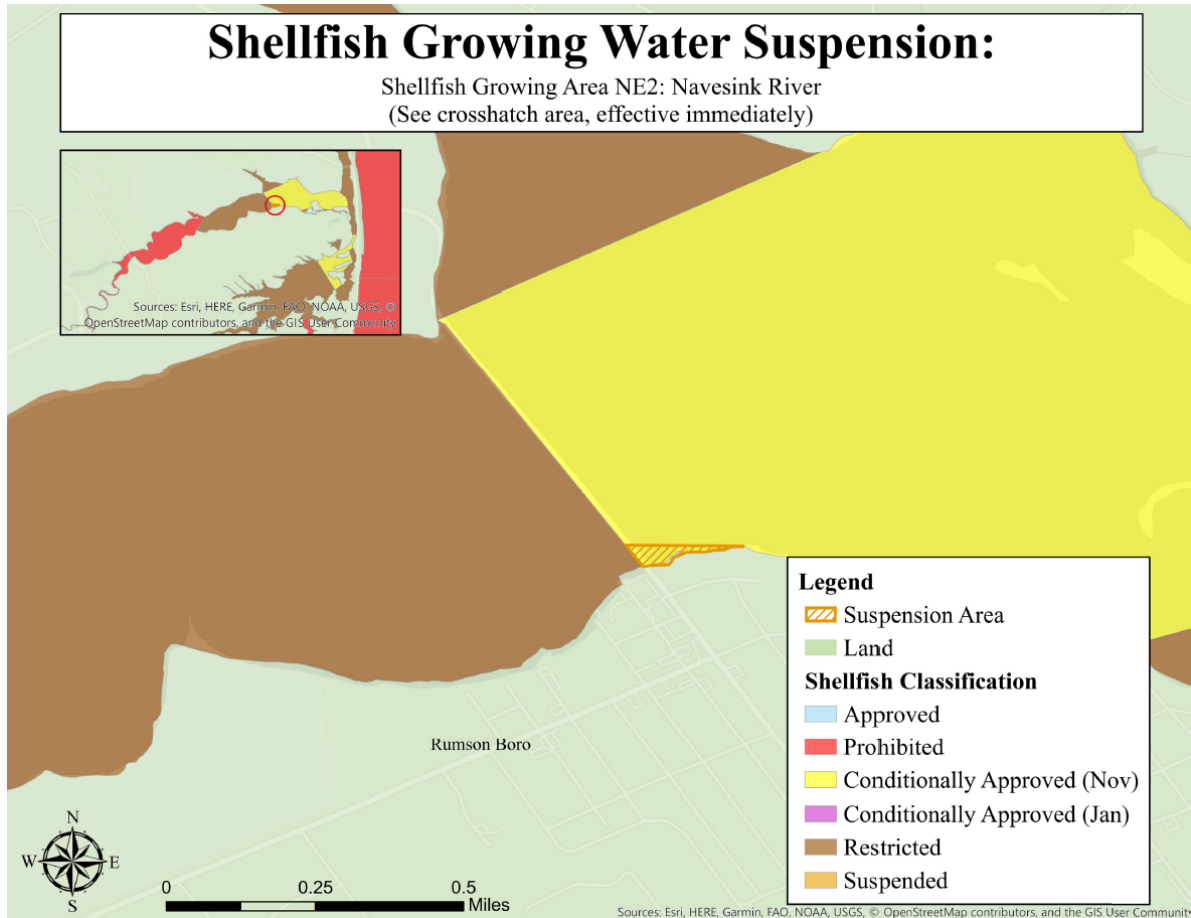 Shellfish Growing Water Suspension:
Shellfish Growing Area NE2: Navesink River
(See crosshatch area, effective immediately)
Sources: Esri, HERE, Garmin, FAO, NOAA, USGS, ©
OpenStreetMap contributors, and the GIS User Community
Legend
Suspension Area
Land
Shellfish Classification
Approved
Prohibited
Conditionally Approved (Nov)
Conditionally Approved (Jan)
Restricted
Suspended
Rumson Boro
N
W E
S
0 0.25 0.5
Miles
Sources: Esri, HERE, Garmin, FAO, NOAA, USGS, © OpenStreetMap contributors, and the GIS User Community